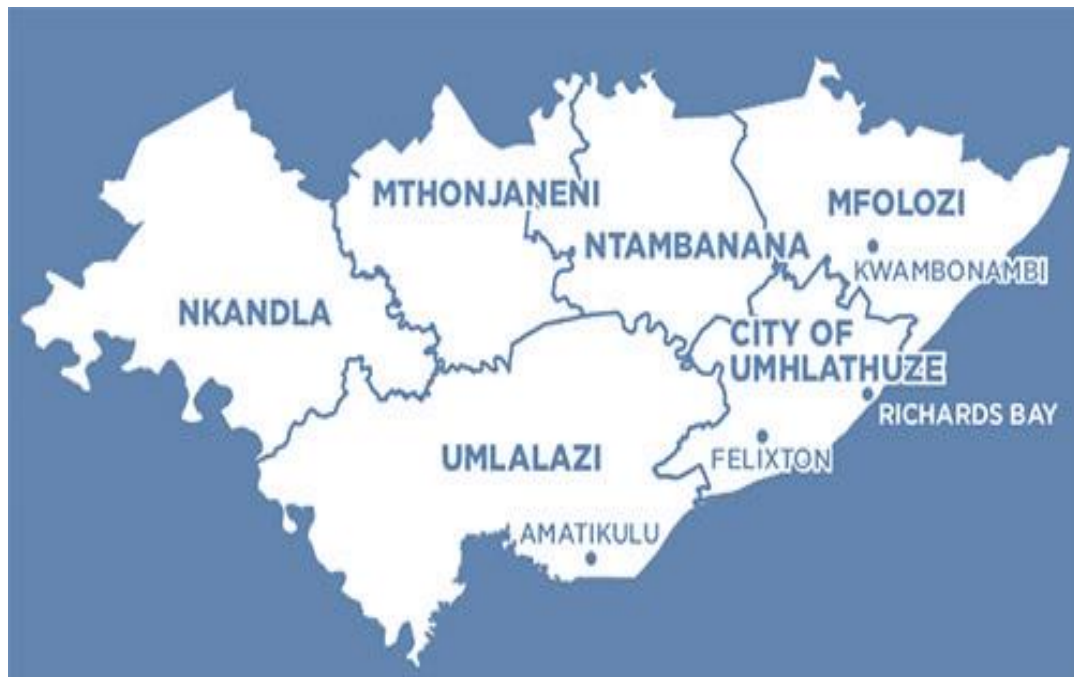 MTHONJANENI
MFOLOZI
NTAMBANANA
KWAMBONAMBI
NKANDLA
CITY OF
UMHLATHUZE
RICHARDS BAY
UMLALAZI
FELIXTON
AMATIKULU